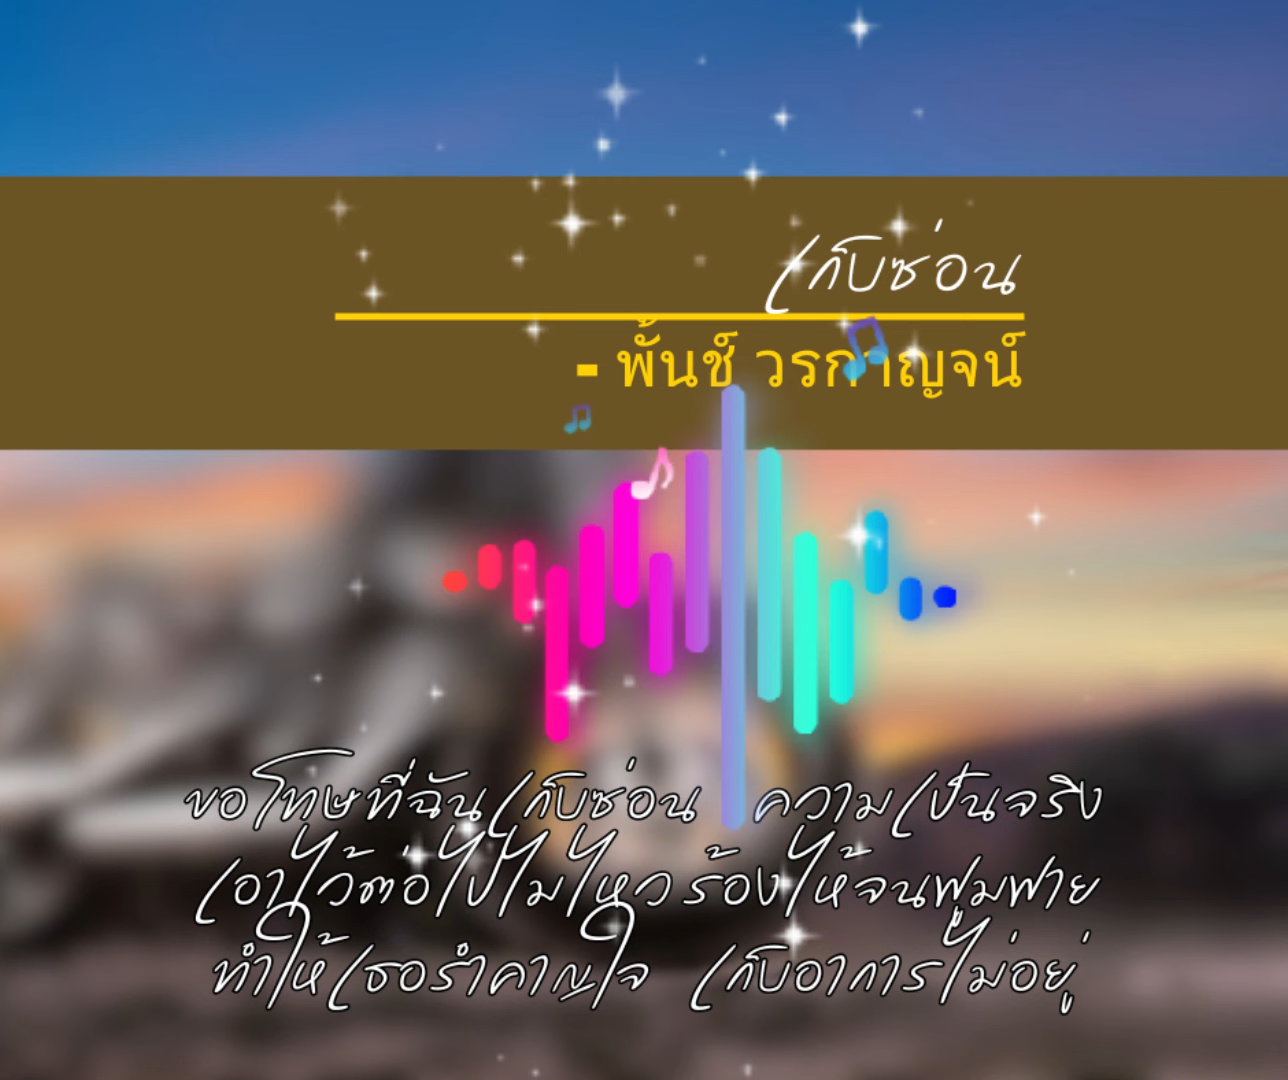 เก็บซ่อน
- พั้นช์ วรกาญจน์
ขอโทษที่ฉันเก็บซ่อน ความเป็นจริง
เอาไว้ต่อไปไม่ไหว ร้องไห้จนฟูมฟาย
ทำให้เธอรำคาญใจ เก็บอาการไม่อยู่